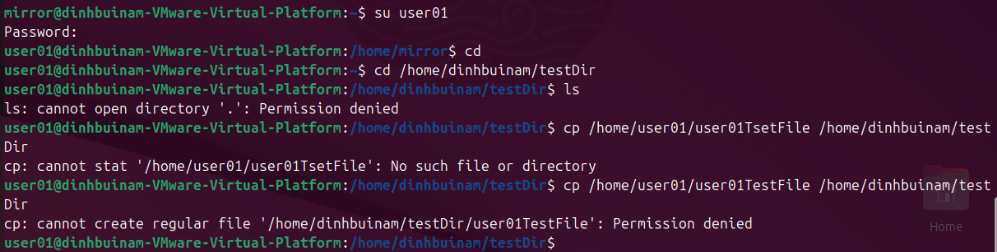 mirror@dinhbuinam-VMware-Virtual-Platform:~$ su user01
Password:
user01@dinhbuinam-VMware-Virtual-Platform:/home/mirror$ cd
user01@dinhbuinam-VMware-Virtual-Platform:~$ cd /home/dinhbuinam/testDir
user01@dinhbuinam-VMware-Virtual-Platform:/home/dinhbuinam/testDir$ ls
ls: cannot open directory '.': Permission denied
user01@dinhbuinam-VMware-Virtual-Platform:/home/dinhbuinam/testDir$ cp /home/user01/user01TsetFile /home/dinhbuinam/test
Dir
cp: cannot stat '/home/user01/user01TsetFile': No such file or directory
user01@dinhbuinam-VMware-Virtual-Platform:/home/dinhbuinam/testDir$ cp /home/user01/user01TestFile /home/dinhbuinam/test
Dir
cp: cannot create regular file '/home/dinhbuinam/testDir/user01TestFile': Permission denied
user01@dinhbuinam-VMware-Virtual-Platform:/home/dinhbuinam/testDir$
Home